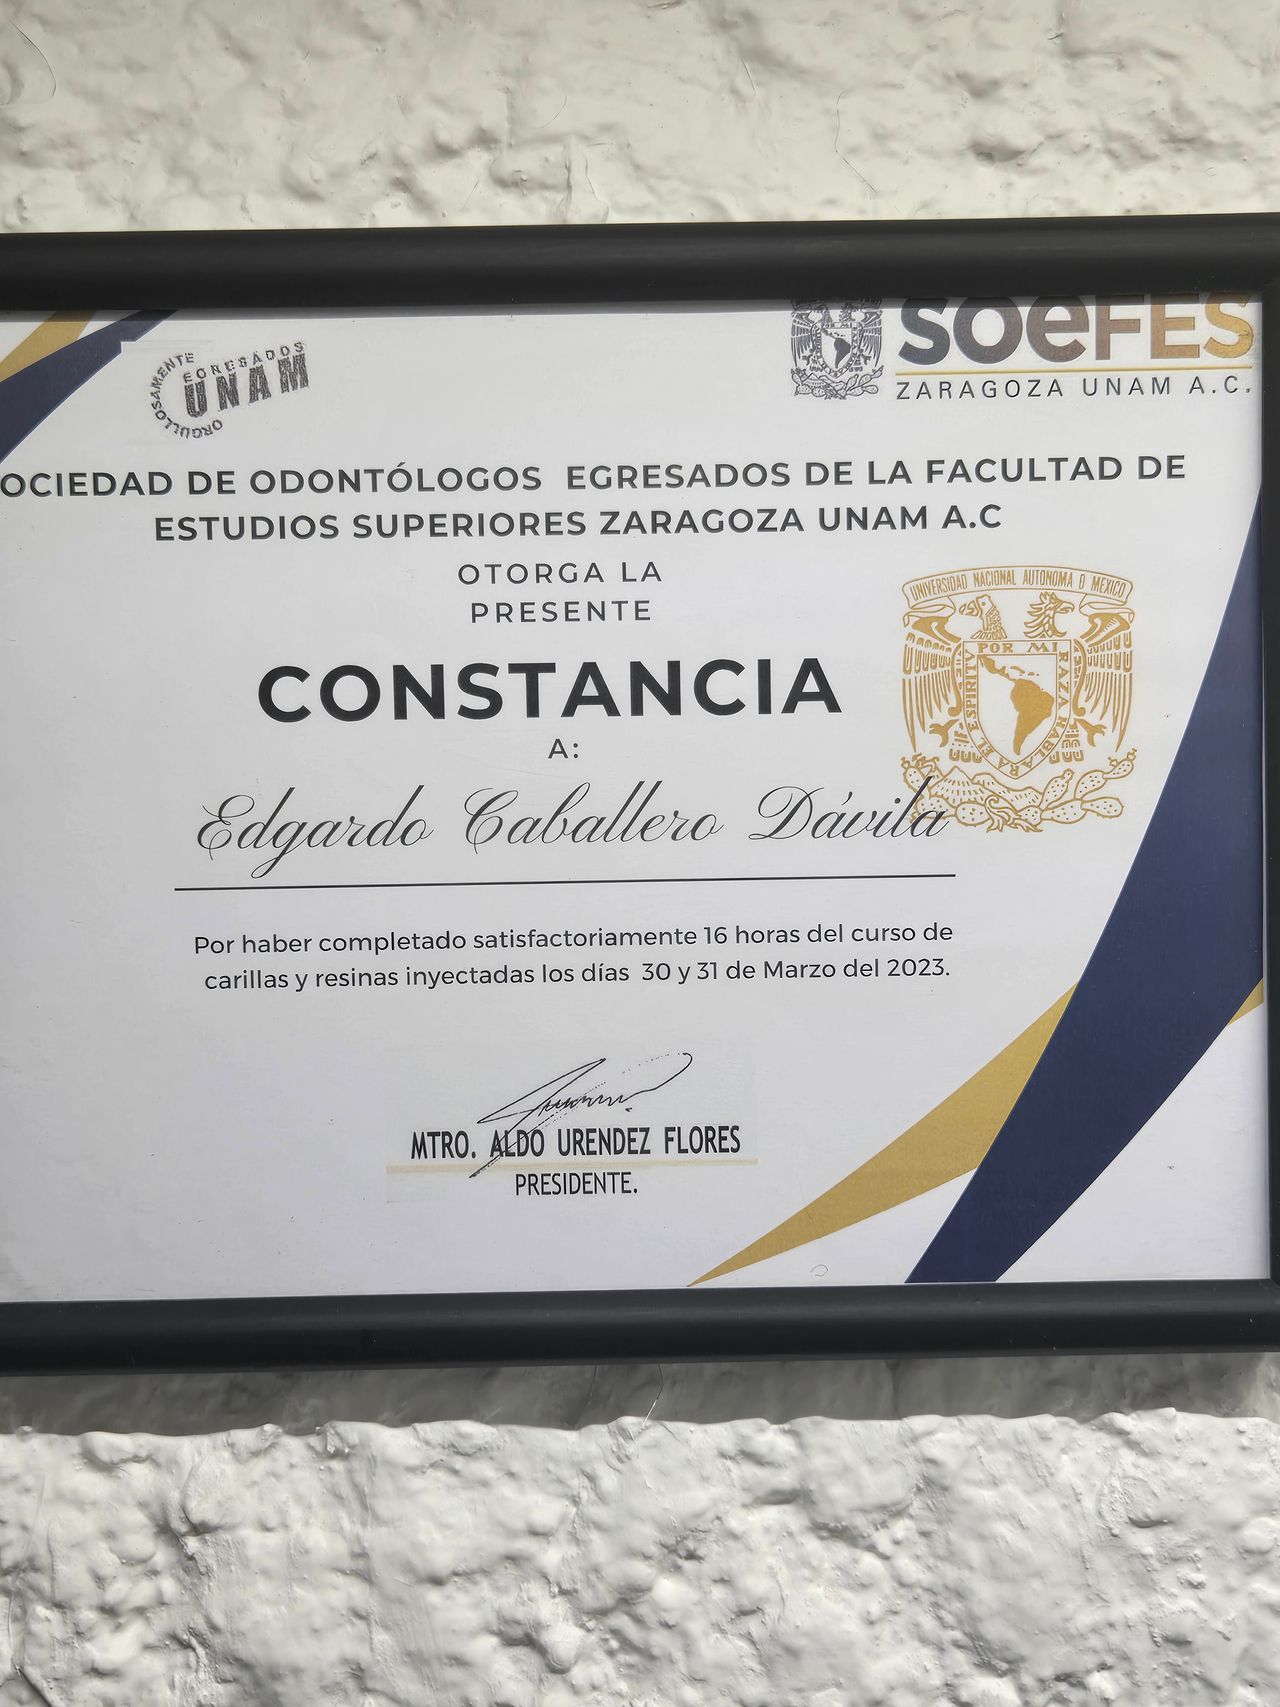 ORGULLOSAMENTE
EGRESADOS
UNAM
soeFES
ZARAGOZA UNAM A.C.
OCIEDAD DE ODONTÓLOGOS EGRESADOS DE LA FACULTAD DE
ESTUDIOS SUPERIORES ZARAGOZA UNAM A.C
OTORGA LA
PRESENTE
UNIVERSIDAD NACIONAL AUTONOMA D MEXICO
POR MI RAZA HABLARA EL ESPIRITV
CONSTANCIA
A:
Edgardo Caballero Dávila
Por haber completado satisfactoriamente 16 horas del curso de
carillas y resinas inyectadas los días 30 y 31 de Marzo del 2023.
MTRO. ALDO URENDEZ FLORES
PRESIDENTE.